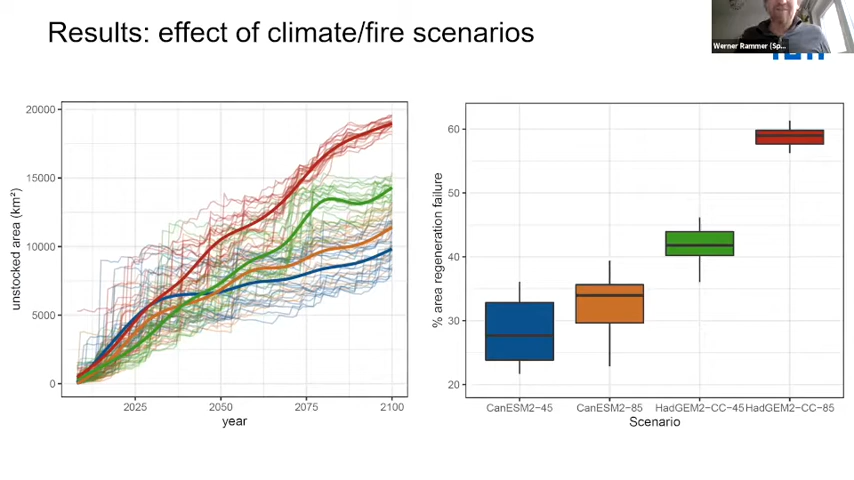 Results: effect of climate/fire scenarios
Werner Rammer (Sp...
unstocked area (km²)
20000
15000
10000
5000
0
2025
2050
2075
2100
year
% area regeneration failure
60
50
40
30
20
CanESM2-45
CanESM2-85
HadGEM2-CC-45
HadGEM2-CC-85
Scenario